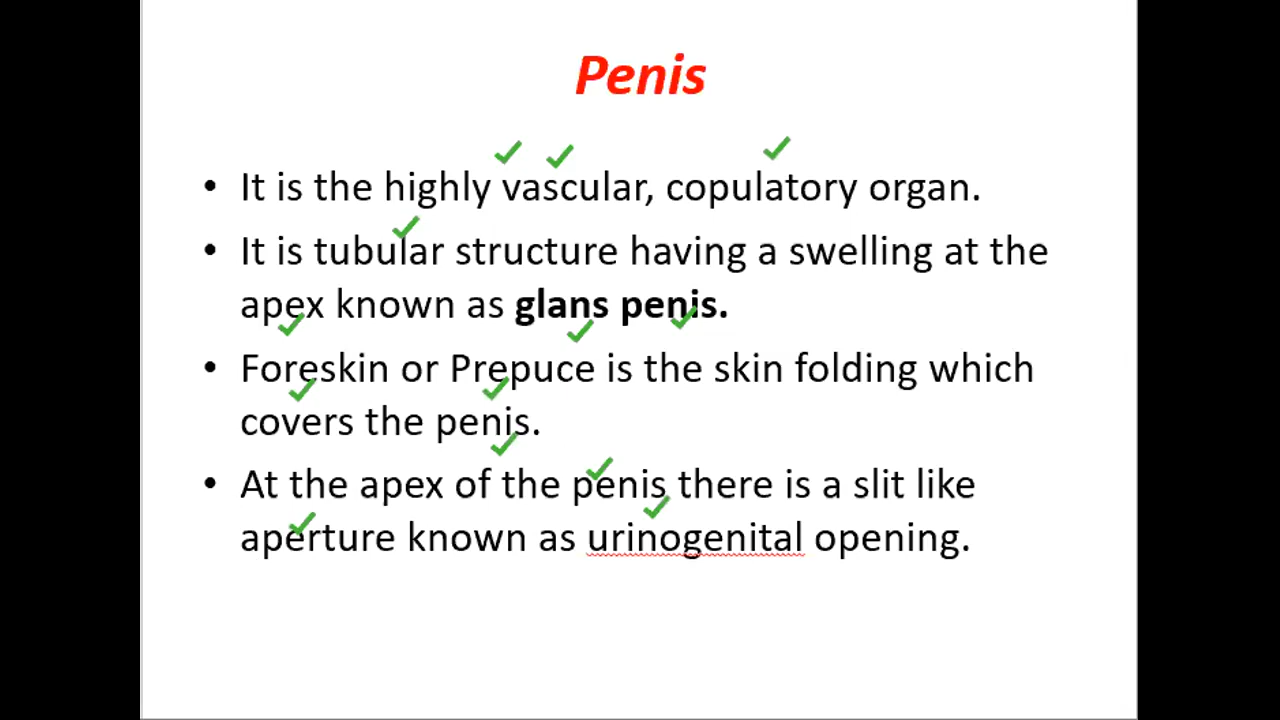 Penis
• It is the highly vascular, copulatory organ.
• It is tubular structure having a swelling at the
apex known as glans penis.
• Foreskin or Prepuce is the skin folding which
covers the penis.
• At the apex of the penis there is a slit like
aperture known as urinogenital opening.